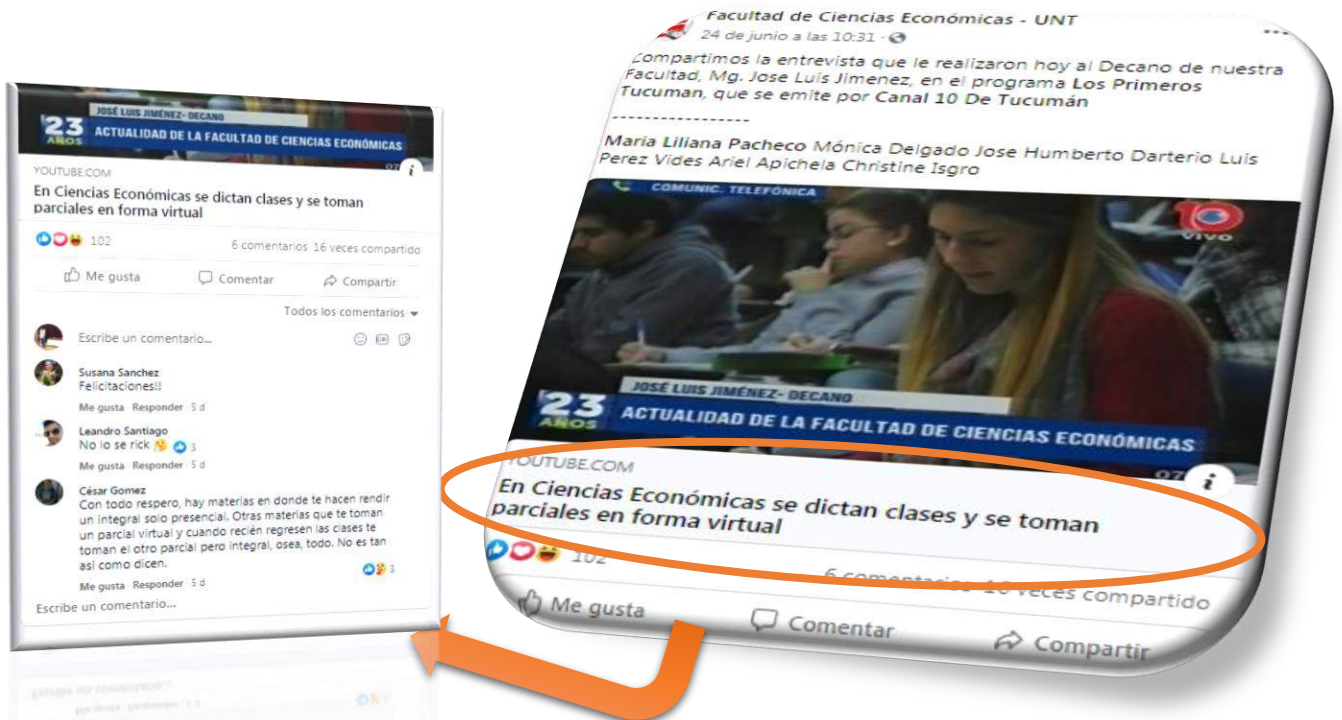 Facultad de Ciencias Económicas - UNT
24 de junio a las 10:31 ·
Compartimos la entrevista que le realizaron hoy al Decano de nuestra
Facultad, Mg. Jose Luis Jimenez, en el programa Los Primeros
Tucuman, que se emite por Canal 10 De Tucumán
-----------------
María Liliana Pacheco Mónica Delgado Jose Humberto Darterio Luis
Perez Vides Ariel Apichela Christine Isgro
COMUNIC. TELEFÓNICA
10
VIVO
JOSÉ LUIS JIMÉNEZ- DECANO
23 AÑOS
ACTUALIDAD DE LA FACULTAD DE CIENCIAS ECONÓMICAS
07
i
YOUTUBE.COM
En Ciencias Económicas se dictan clases y se toman
parciales en forma virtual
102
6 comentarios 16 veces compartido
Me gusta Comentar Compartir
JOSÉ LUIS JIMÉNEZ- DECANO
23 AÑOS
ACTUALIDAD DE LA FACULTAD DE CIENCIAS ECONÓMICAS
07
i
YOUTUBE.COM
En Ciencias Económicas se dictan clases y se toman
parciales en forma virtual
102 6 comentarios 16 veces compartido
Me gusta Comentar Compartir
Todos los comentarios
Escribe un comentario...
Susana Sanchez
Felicitaciones!!
Me gusta · Responder · 5 d
Leandro Santiago
No lo se rick 3
Me gusta · Responder · 5 d
César Gomez
Con todo respero, hay materias en donde te hacen rendir
un integral solo presencial. Otras materias que te toman
un parcial virtual y cuando recién regresen las clases te
toman el otro parcial pero integral, osea, todo. No es tan
así como dicen.
3
Me gusta · Responder · 5 d
Escribe un comentario...